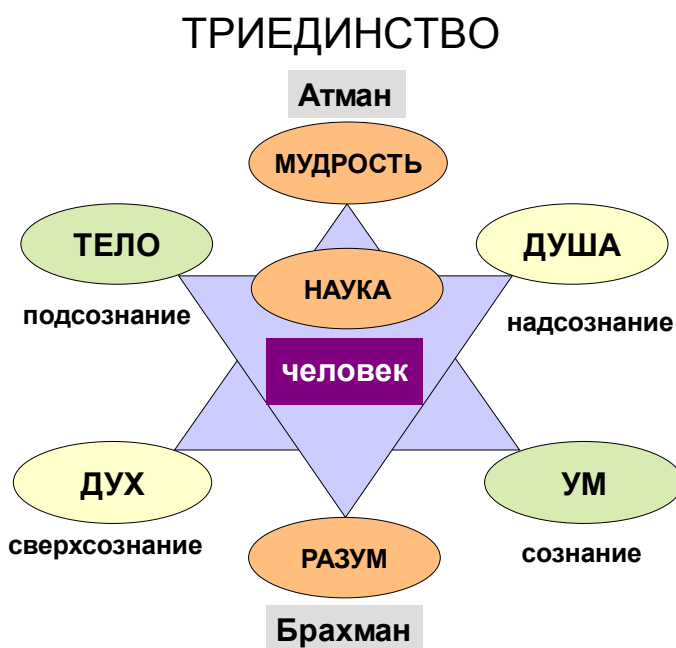 ТРИЕДИНСТВО
Атман
МУДРОСТЬ
ТЕЛО
ДУША
НАУКА
подсознание
надсознание
человек
ДУХ
УМ
сверхсознание
сознание
РАЗУМ
Брахман